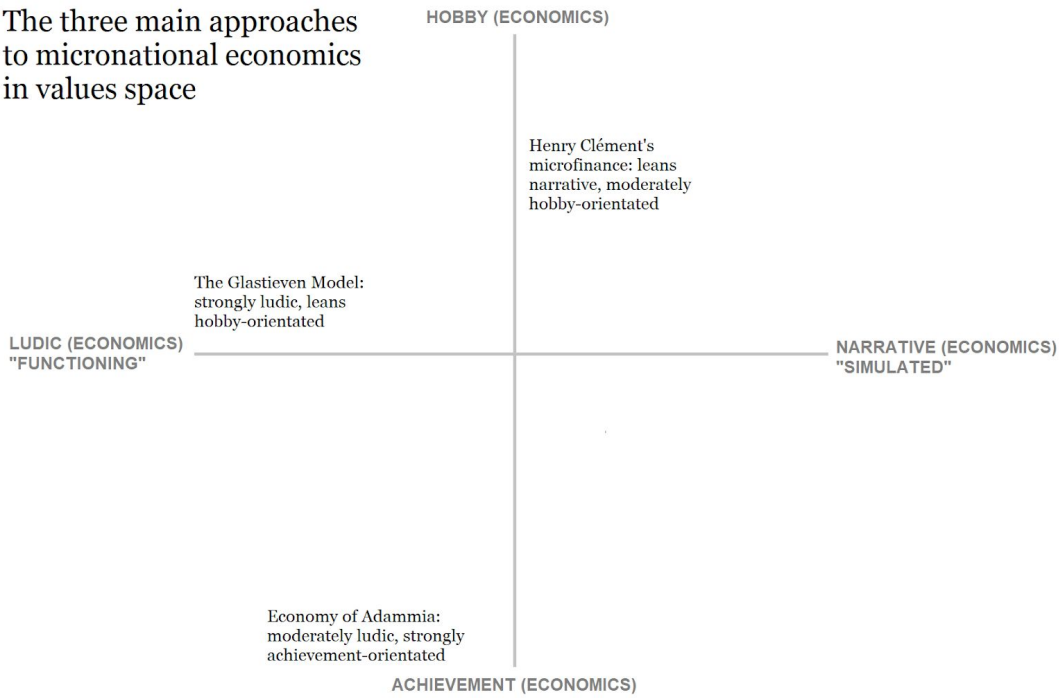 The three main approaches
to micronational economics
in values space
HOBBY (ECONOMICS)
Henry Clément's
microfinance: leans
narrative, moderately
hobby-orientated
The Glastieven Model:
strongly ludic, leans
hobby-orientated
LUDIC (ECONOMICS)
"FUNCTIONING"
NARRATIVE (ECONOMICS)
"SIMULATED"
Economy of Adammia:
moderately ludic, strongly
achievement-orientated
ACHIEVEMENT (ECONOMICS)